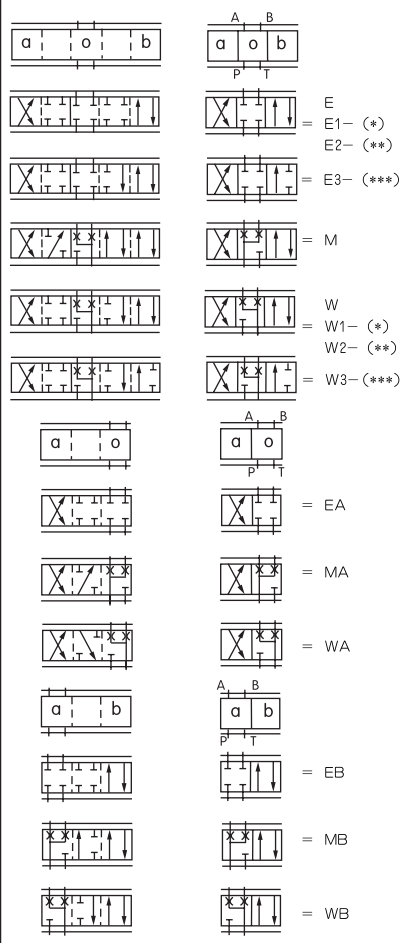 A B
a o b a o b
P T
E
= E1– (*)
E2– (**)
= E3– (***)
= M
W
= W1– (*)
W2– (**)
= W3– (***)
A B
a o a o
P T
= EA
= MA
= WA
A B
a b a b
P T
= EB
= MB
= WB